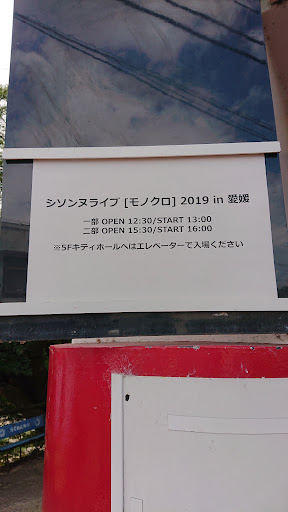 シソンヌライブ [モノクロ] 2019 in 愛媛
一部 OPEN 12:30/START 13:00
二部 OPEN 15:30/START 16:00
※5Fキティホールへはエレベーターで入場ください